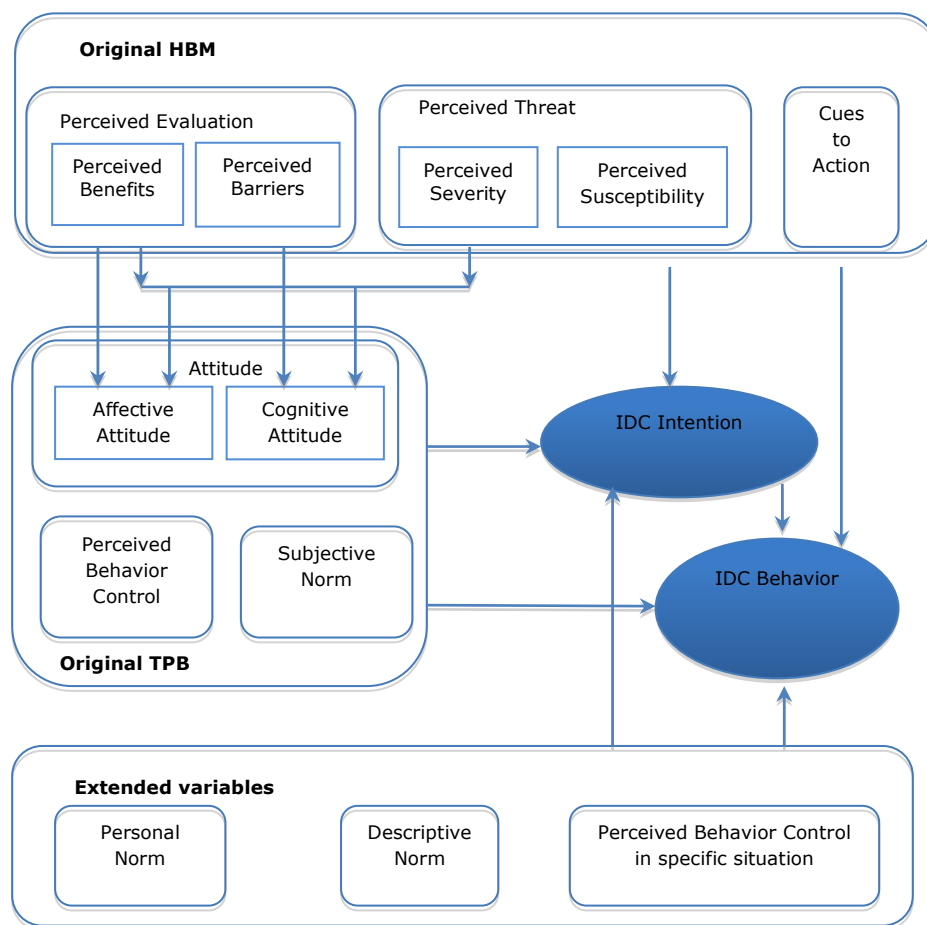 Original HBM
Perceived Evaluation
Perceived
Benefits
Perceived
Barriers
Perceived Threat
Perceived
Severity
Perceived
Susceptibility
Cues
to
Action
Attitude
Affective
Attitude
Cognitive
Attitude
Perceived
Behavior
Control
Subjective
Norm
Original TPB
IDC Intention
IDC Behavior
Extended variables
Personal
Norm
Descriptive
Norm
Perceived Behavior Control
in specific situation